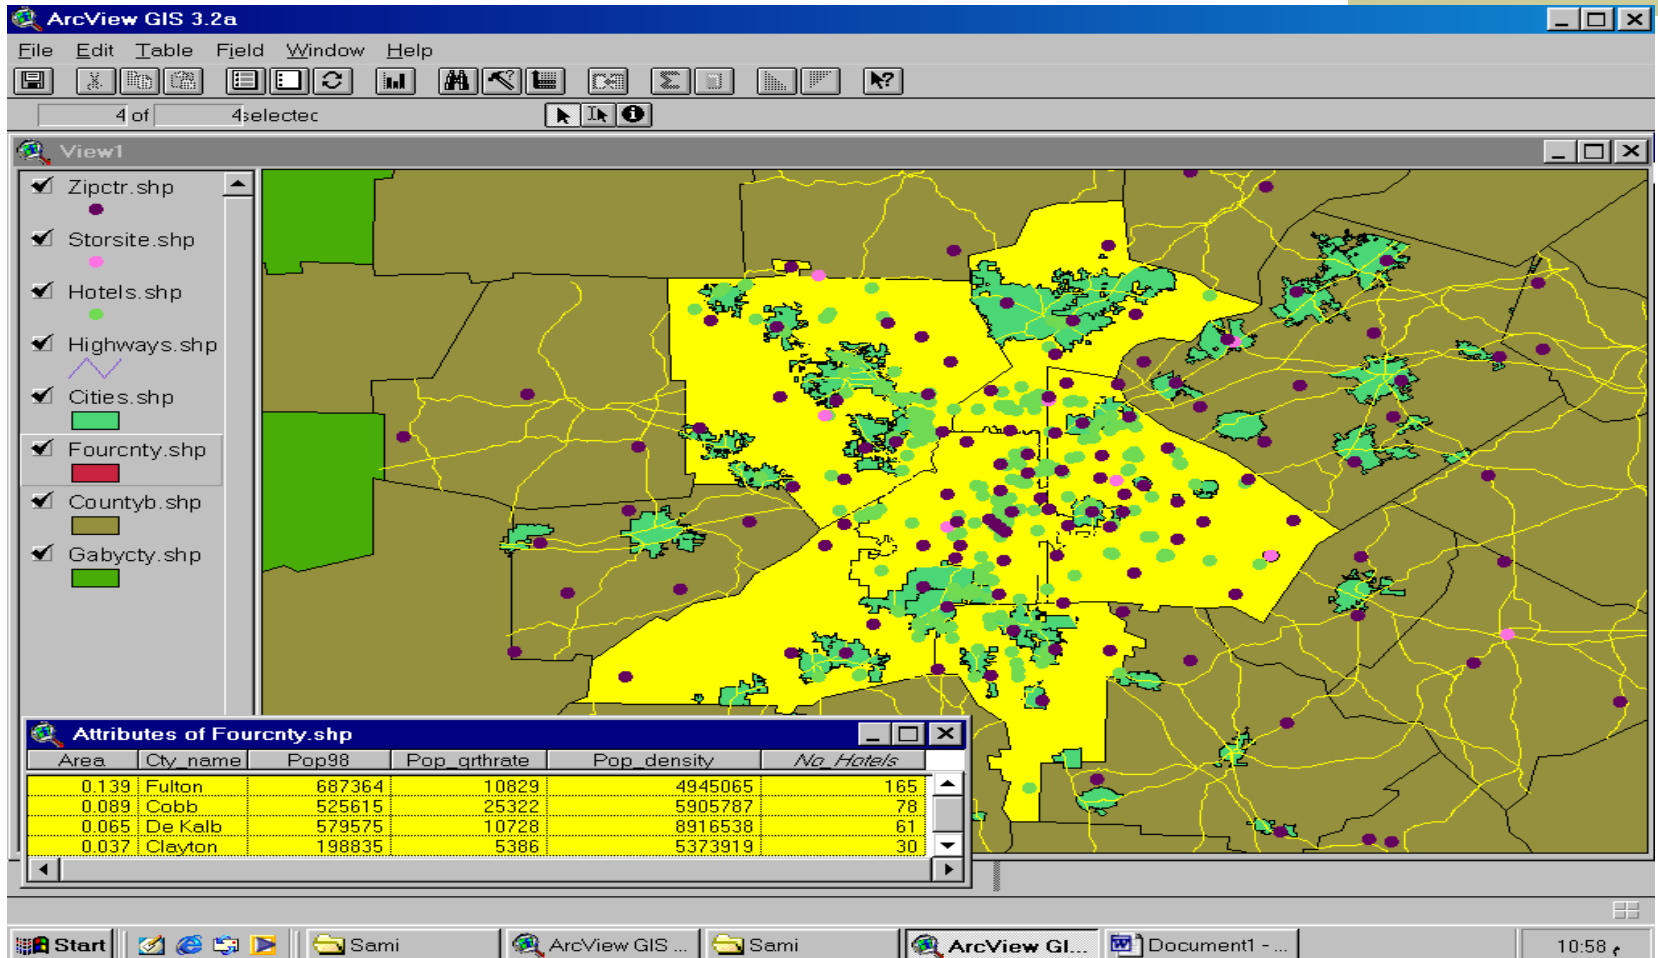 ArcView GIS 3.2a
File Edit Table Field Window Help
4 of 4 selectec
View1
Zipctr.shp
Storsite.shp
Hotels.shp
Highways.shp
Cities.shp
Fourcnty.shp
Countyb.shp
Gabycty.shp
Attributes of Fourcnty.shp
Area Cty_name Pop98 Pop_grthrate Pop_density No_Hotels
0.139 Fulton 687364 10829 4945065 165
0.089 Cobb 525615 25322 5905787 78
0.065 De Kalb 579575 10728 8916538 61
0.037 Clayton 198835 5386 5373919 30
Start Sami ArcView GIS ... Sami ArcView GI... Document1 - ... 10:58 م